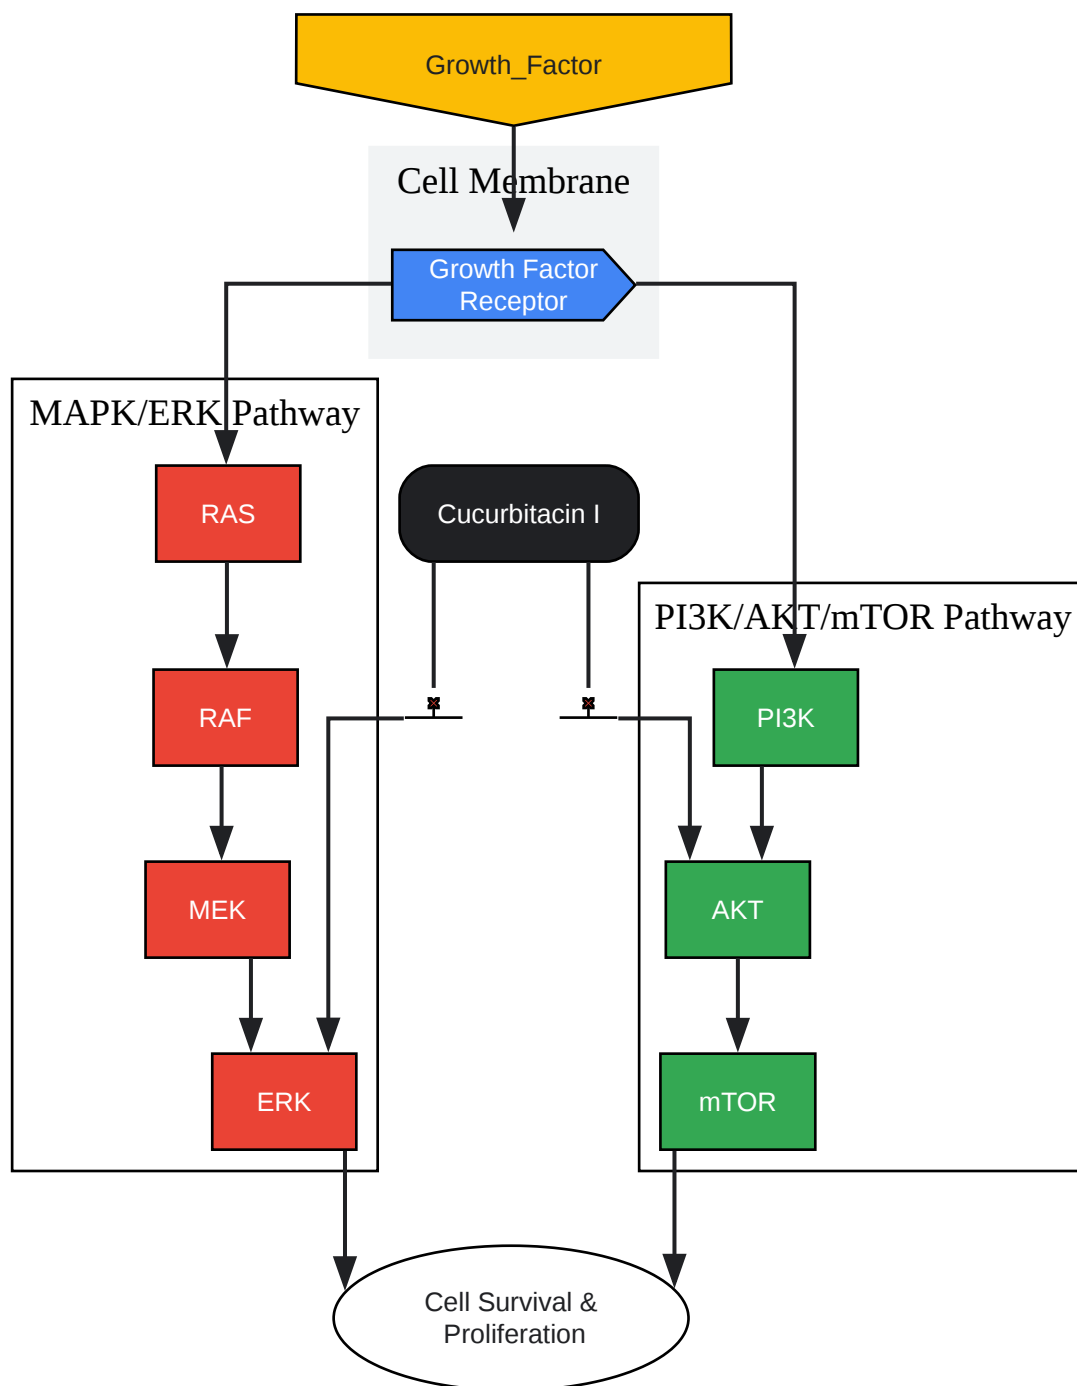 Growth_Factor
Cell Membrane
Growth Factor
Receptor
MAPK/ERK Pathway
RAS
Cucurbitacin I
PI3K/AKT/mTOR Pathway
RAF
PI3K
MEK
AKT
ERK
mTOR
Cell Survival &
Proliferation